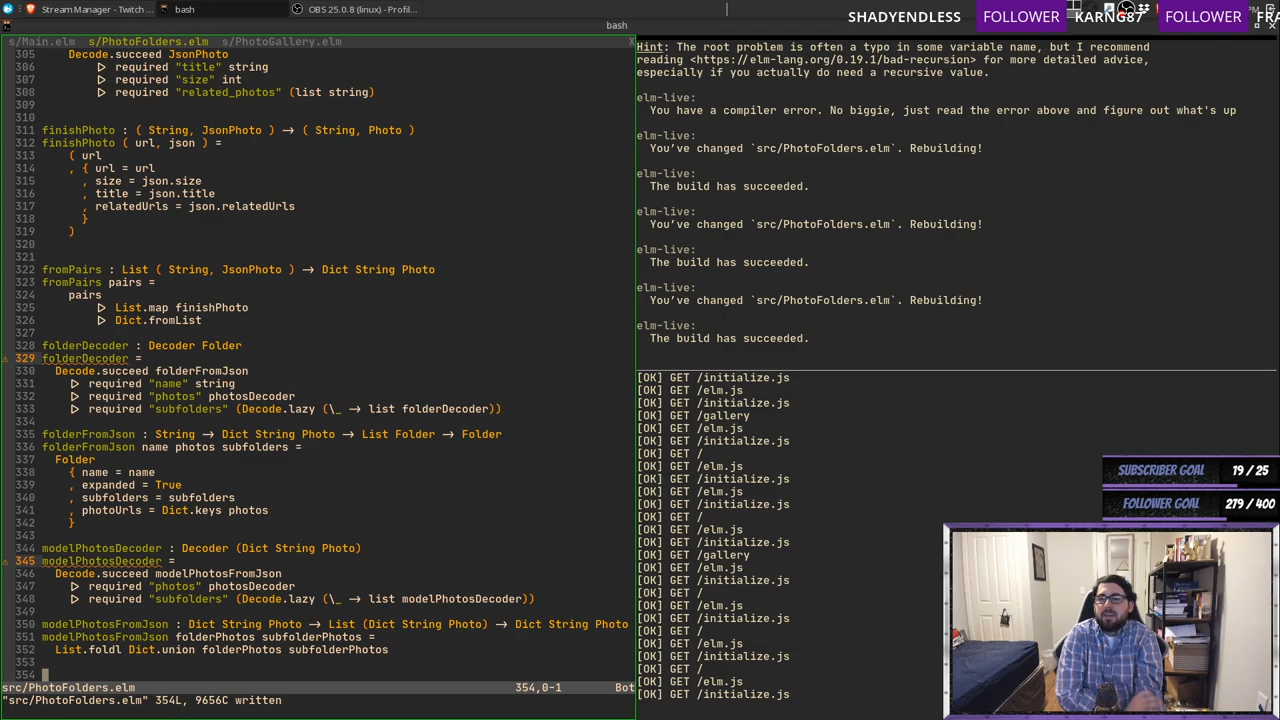 Stream Manager - Twitch ...
bash
OBS 25.0.8 (linux) - Profil...
bash
SHADYENDLESS
FOLLOWER
KARNG87
FOLLOWER
s/Main.elm s/PhotoFolders.elm s/PhotoGallery.elm X
305     Decode.succeed JsonPhoto
306         |> required "title" string
307         |> required "size" int
308         |> required "related_photos" (list string)
309
310
311 finishPhoto : ( String, JsonPhoto ) -> ( String, Photo )
312 finishPhoto ( url, json ) =
313     ( url
314     , { url = url
315       , size = json.size
316       , title = json.title
317       , relatedUrls = json.relatedUrls
318       }
319     )
320
321
322 fromPairs : List ( String, JsonPhoto ) -> Dict String Photo
323 fromPairs pairs =
324     pairs
325         |> List.map finishPhoto
326         |> Dict.fromList
327
328 folderDecoder : Decoder Folder
329 folderDecoder =
330   Decode.succeed folderFromJson
331     |> required "name" string
332     |> required "photos" photosDecoder
333     |> required "subfolders" (Decode.lazy (\_ -> list folderDecoder))
334
335 folderFromJson : String -> Dict String Photo -> List Folder -> Folder
336 folderFromJson name photos subfolders =
337   Folder
338     { name = name
339     , expanded = True
340     , subfolders = subfolders
341     , photoUrls = Dict.keys photos
342     }
343
344 modelPhotosDecoder : Decoder (Dict String Photo)
345 modelPhotosDecoder =
346   Decode.succeed modelPhotosFromJson
347     |> required "photos" photosDecoder
348     |> required "subfolders" (Decode.lazy (\_ -> list modelPhotosDecoder))
349
350 modelPhotosFromJson : Dict String Photo -> List (Dict String Photo) -> Dict String Photo
351 modelPhotosFromJson folderPhotos subfolderPhotos =
352   List.foldl Dict.union folderPhotos subfolderPhotos
353
354
src/PhotoFolders.elm 354,0-1 Bot
"src/PhotoFolders.elm" 354L, 9656C written
Hint: The root problem is often a typo in some variable name, but I recommend
reading <https://elm-lang.org/0.19.1/bad-recursion> for more detailed advice,
especially if you actually do need a recursive value.
elm-live:
You have a compiler error. No biggie, just read the error above and figure out what's up
elm-live:
You've changed `src/PhotoFolders.elm`. Rebuilding!
elm-live:
The build has succeeded.
elm-live:
You've changed `src/PhotoFolders.elm`. Rebuilding!
elm-live:
The build has succeeded.
elm-live:
You've changed `src/PhotoFolders.elm`. Rebuilding!
elm-live:
The build has succeeded.
[OK] GET /initialize.js
[OK] GET /elm.js
[OK] GET /initialize.js
[OK] GET /gallery
[OK] GET /elm.js
[OK] GET /initialize.js
[OK] GET /
[OK] GET /elm.js
[OK] GET /initialize.js
[OK] GET /elm.js
[OK] GET /initialize.js
[OK] GET /
[OK] GET /elm.js
[OK] GET /initialize.js
[OK] GET /gallery
[OK] GET /elm.js
[OK] GET /initialize.js
[OK] GET /
[OK] GET /elm.js
[OK] GET /initialize.js
[OK] GET /
[OK] GET /elm.js
[OK] GET /initialize.js
[OK] GET /
[OK] GET /elm.js
[OK] GET /initialize.js
SUBSCRIBER GOAL 19 / 25
FOLLOWER GOAL 279 / 400